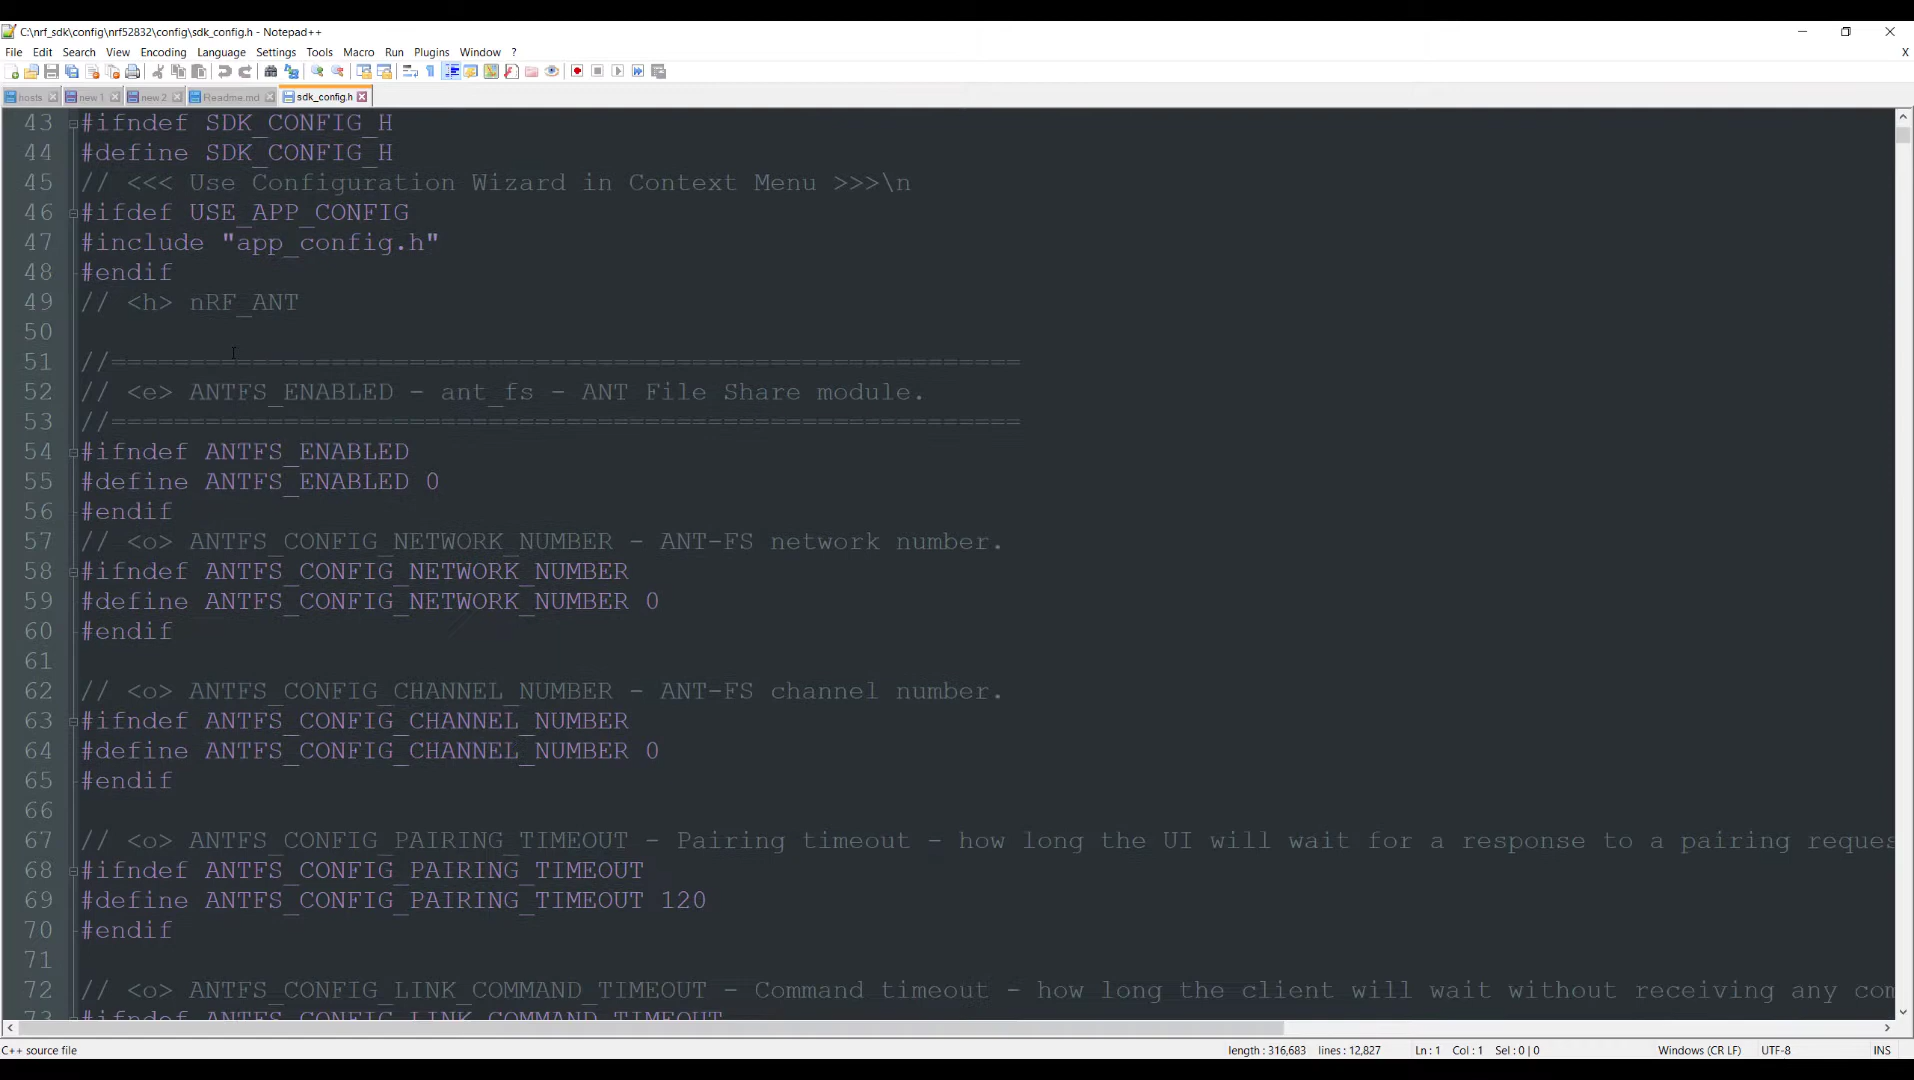 C:\nrf_sdk\config\nrf52832\config\sdk_config.h - Notepad++
File Edit Search View Encoding Language Settings Tools Macro Run Plugins Window ? X
hosts new 1 new 2 Readme.md sdk_config.h
43 #ifndef SDK_CONFIG_H
44 #define SDK_CONFIG_H
45 // <<< Use Configuration Wizard in Context Menu >>>\n
46 #ifdef USE_APP_CONFIG
47 #include "app_config.h"
48 #endif
49 // <h> nRF_ANT
50
51 //==========================================================
52 // <e> ANTFS_ENABLED - ant_fs - ANT File Share module.
53 //==========================================================
54 #ifndef ANTFS_ENABLED
55 #define ANTFS_ENABLED 0
56 #endif
57 // <o> ANTFS_CONFIG_NETWORK_NUMBER - ANT-FS network number.
58 #ifndef ANTFS_CONFIG_NETWORK_NUMBER
59 #define ANTFS_CONFIG_NETWORK_NUMBER 0
60 #endif
61
62 // <o> ANTFS_CONFIG_CHANNEL_NUMBER - ANT-FS channel number.
63 #ifndef ANTFS_CONFIG_CHANNEL_NUMBER
64 #define ANTFS_CONFIG_CHANNEL_NUMBER 0
65 #endif
66
67 // <o> ANTFS_CONFIG_PAIRING_TIMEOUT - Pairing timeout - how long the UI will wait for a response to a pairing reques
68 #ifndef ANTFS_CONFIG_PAIRING_TIMEOUT
69 #define ANTFS_CONFIG_PAIRING_TIMEOUT 120
70 #endif
71
72 // <o> ANTFS_CONFIG_LINK_COMMAND_TIMEOUT - Command timeout - how long the client will wait without receiving any com
73 #ifndef ANTFS_CONFIG_LINK_COMMAND_TIMEOUT
C++ source file length : 316,683 lines : 12,827 Ln : 1 Col : 1 Sel : 0 | 0 Windows (CR LF) UTF-8 INS